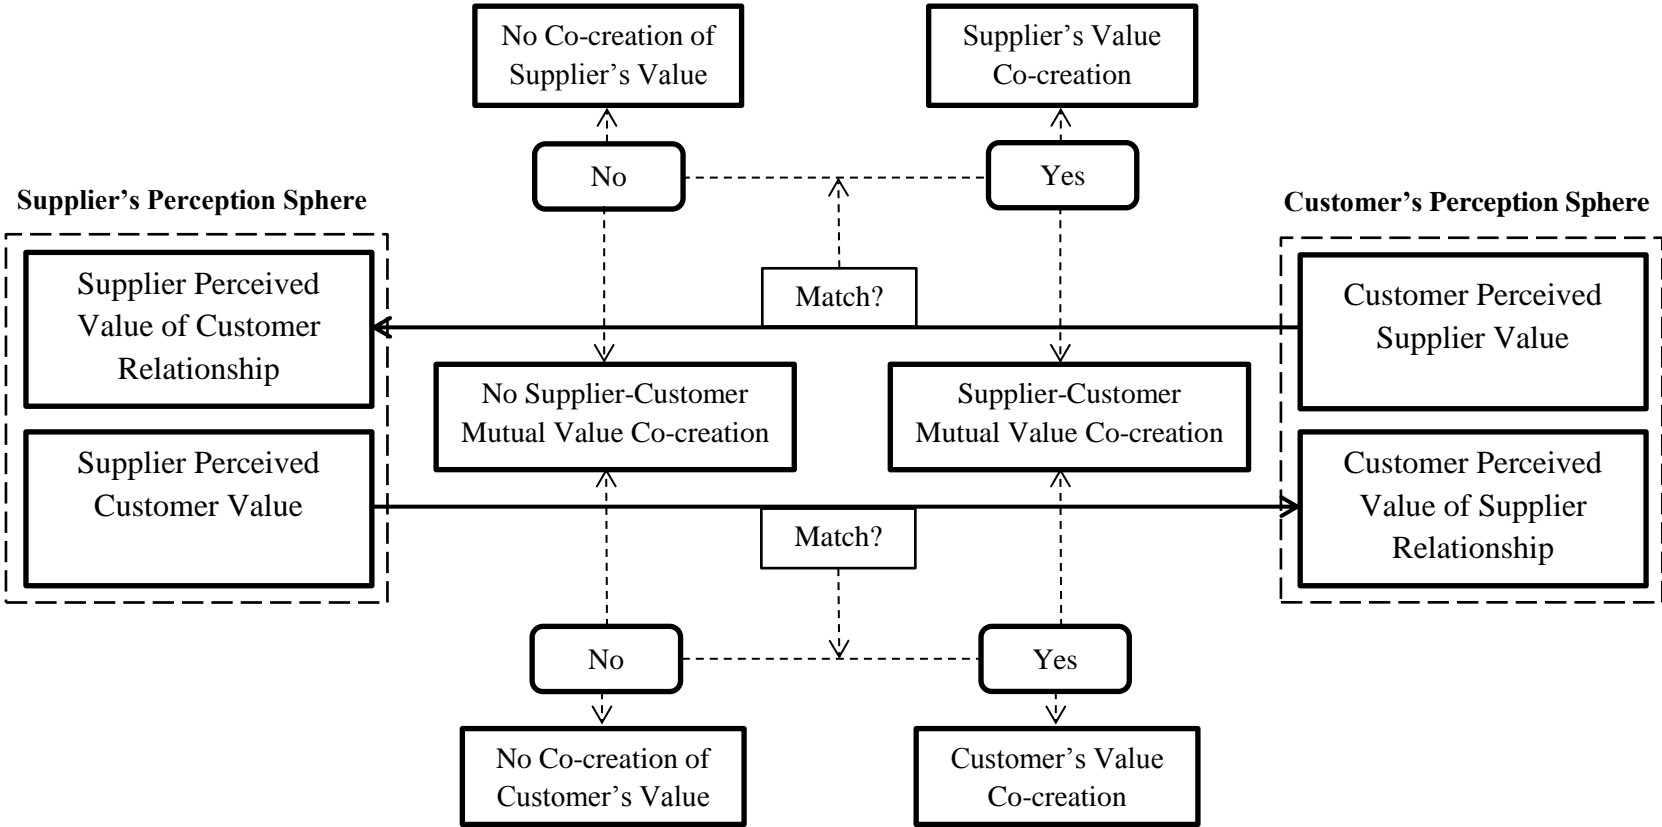 No Co-creation of
Supplier’s Value
Supplier’s Value
Co-creation
No
Yes
Supplier’s Perception Sphere
Customer’s Perception Sphere
Supplier Perceived
Value of Customer
Relationship
Match?
Customer Perceived
Supplier Value
No Supplier-Customer
Mutual Value Co-creation
Supplier-Customer
Mutual Value Co-creation
Supplier Perceived
Customer Value
Match?
Customer Perceived
Value of Supplier
Relationship
No
Yes
No Co-creation of
Customer’s Value
Customer’s Value
Co-creation